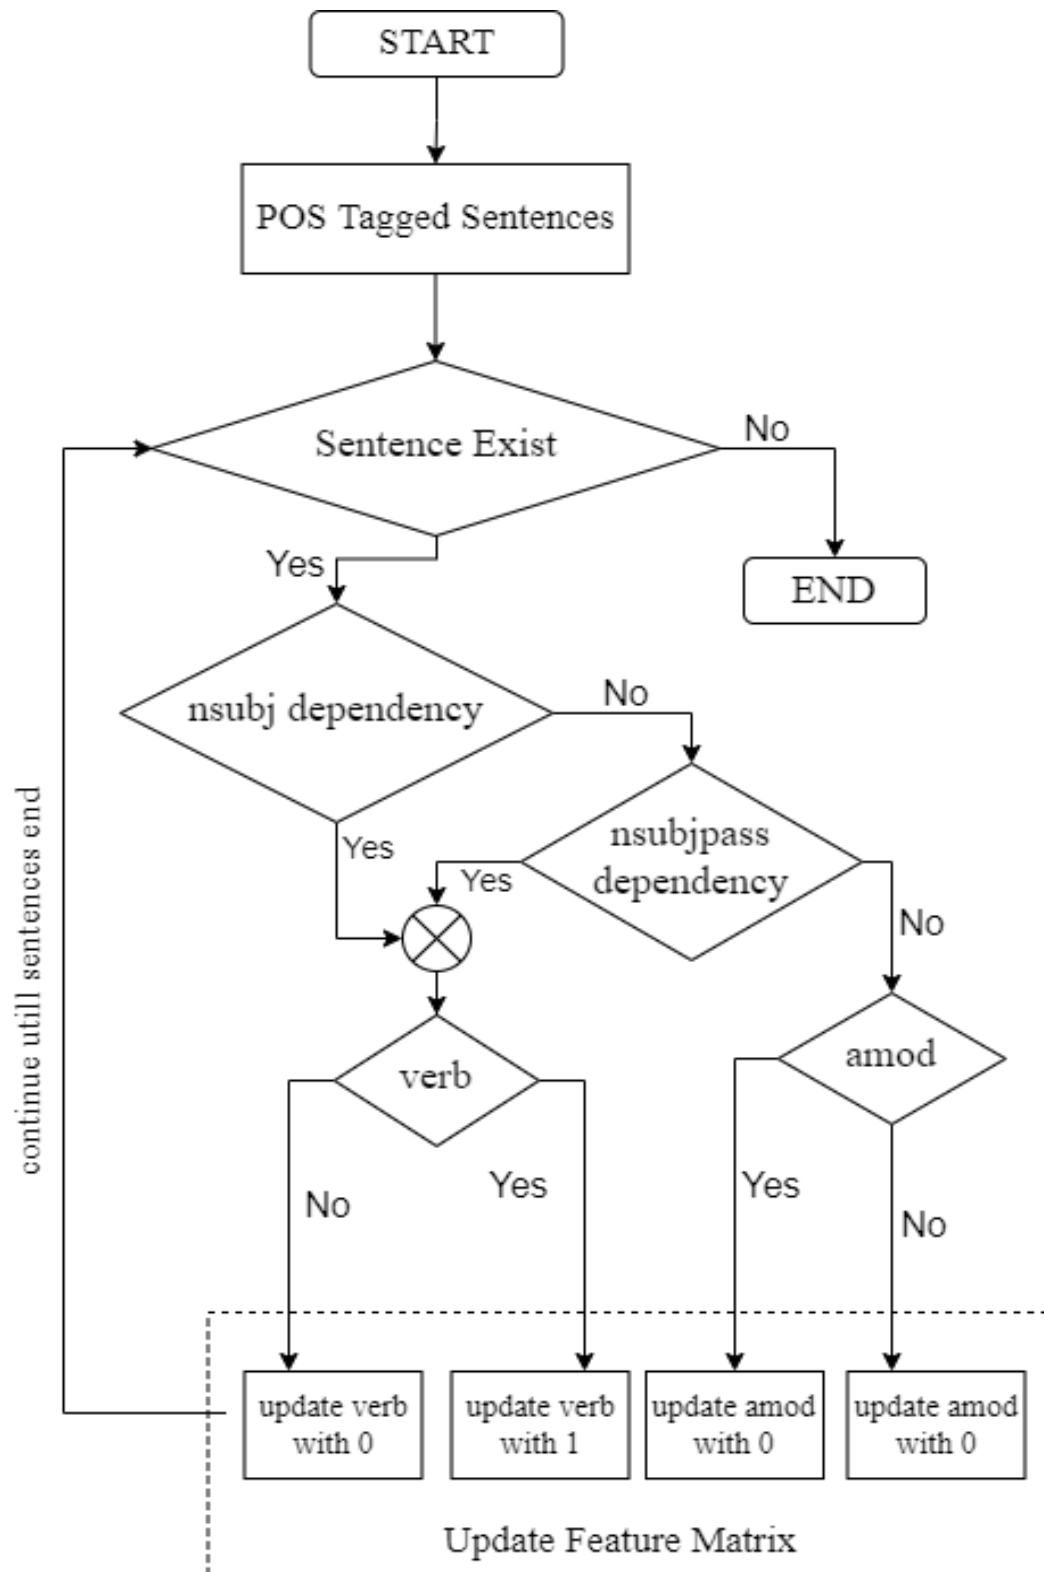 START
POS Tagged Sentences
Sentence Exist
No
END
Yes
nsubj dependency
No
nsubjpass
dependency
Yes
Yes
No
verb
amod
No
Yes
Yes
No
continue utill sentences end
update verb
with 0
update verb
with 1
update amod
with 0
update amod
with 0
Update Feature Matrix